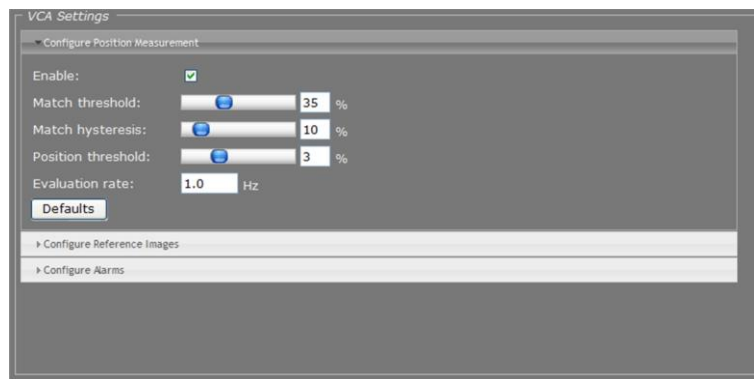 VCA Settings
Configure Position Measurement
Enable:
Match threshold: 35 %
Match hysteresis: 10 %
Position threshold: 3 %
Evaluation rate: 1.0 Hz
Defaults
Configure Reference Images
Configure Alarms